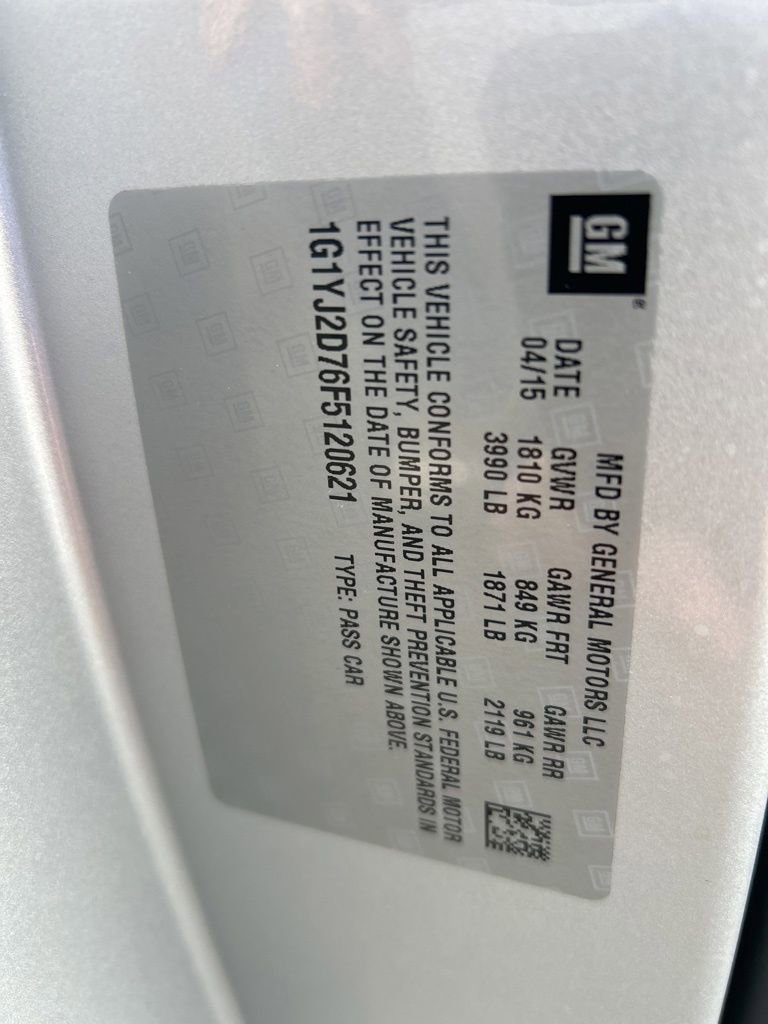 GM
MFD BY GENERAL MOTORS LLC
DATE GVWR GAWR FRT GAWR RR
04/15 1810 KG 849 KG 961 KG
3990 LB 1871 LB 2119 LB
THIS VEHICLE CONFORMS TO ALL APPLICABLE U.S. FEDERAL MOTOR
VEHICLE SAFETY, BUMPER, AND THEFT PREVENTION STANDARDS IN
EFFECT ON THE DATE OF MANUFACTURE SHOWN ABOVE.
1G1YJ2D76F5120621 TYPE: PASS CAR